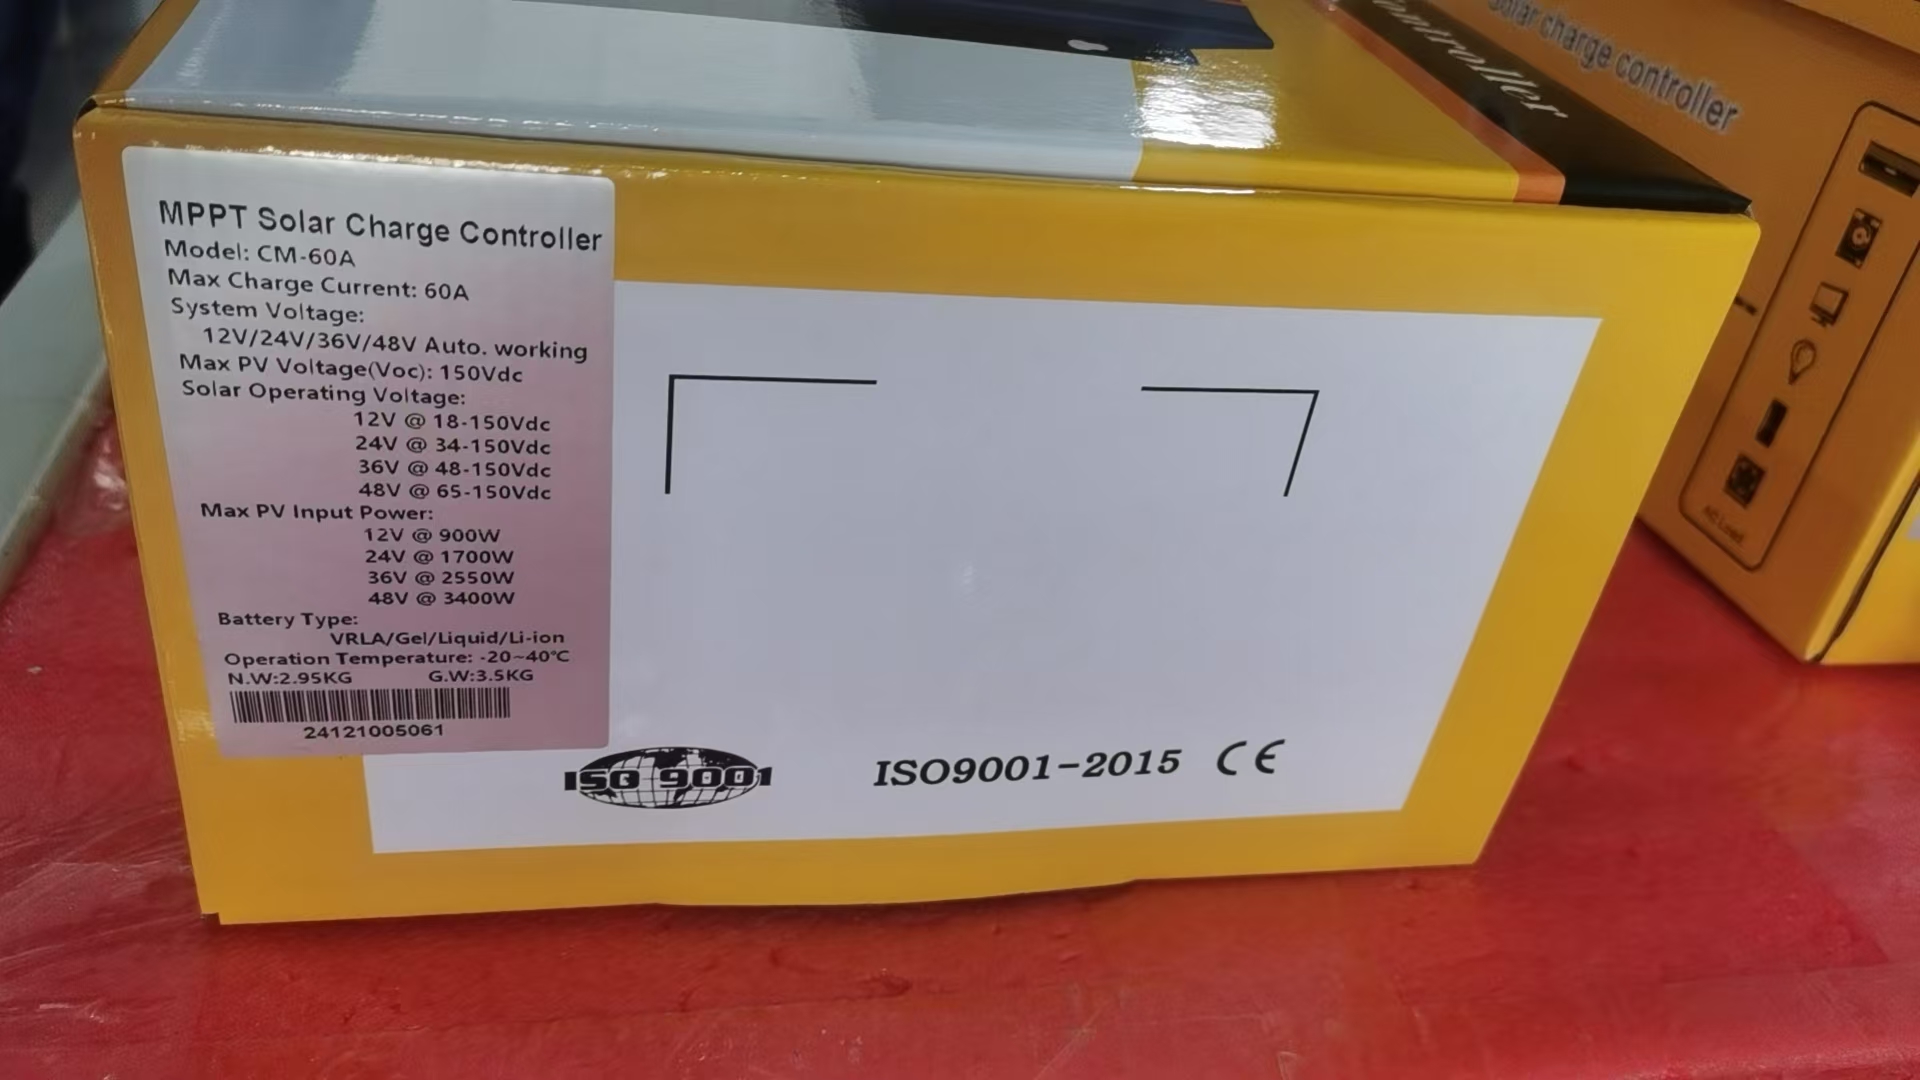 ontroller
Solar charge controller
MPPT Solar Charge Controller
Model: CM-60A
Max Charge Current: 60A
System Voltage:
12V/24V/36V/48V Auto. working
Max PV Voltage(Voc): 150Vdc
Solar Operating Voltage:
12V @ 18-150Vdc
24V @ 34-150Vdc
36V @ 48-150Vdc
48V @ 65-150Vdc
Max PV Input Power:
12V @ 900W
24V @ 1700W
36V @ 2550W
48V @ 3400W
Battery Type:
VRLA/Gel/Liquid/Li-ion
Operation Temperature: -20~40℃
N.W:2.95KG G.W:3.5KG
24121005061
ISO 9001
ISO9001-2015 CE
AC Load